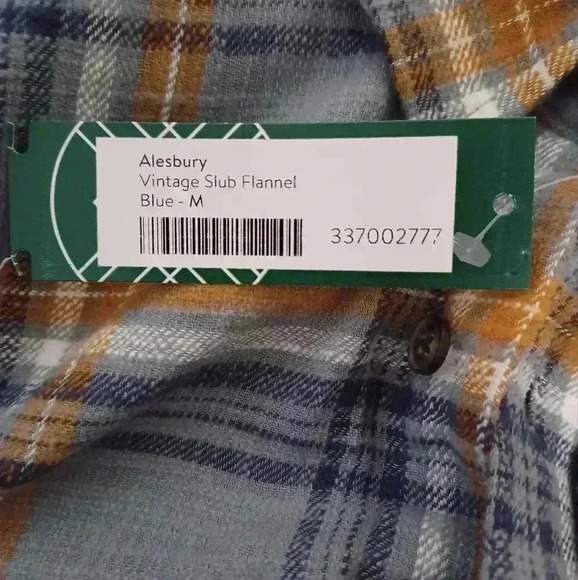 Alesbury
Vintage Slub Flannel
Blue - M
337002777